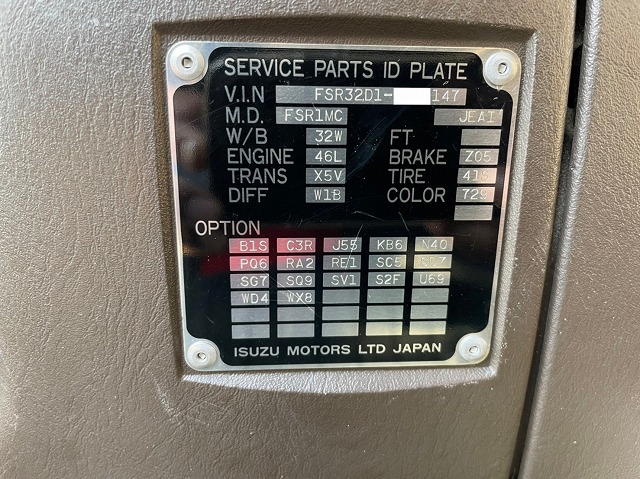 SERVICE PARTS ID PLATE
V.I.N FSR32D1- 147
M.D. FSR1MC JEAI
W/B 32W FT
ENGINE 46L BRAKE Z05
TRANS X5V TIRE
DIFF W1B COLOR 729
OPTION
B1S C3R J55 KB6 N40
PQ6 RA2 RE1 SC5
SG7 SQ9 SV1 S2F U69
WD4 WX8
ISUZU MOTORS LTD JAPAN